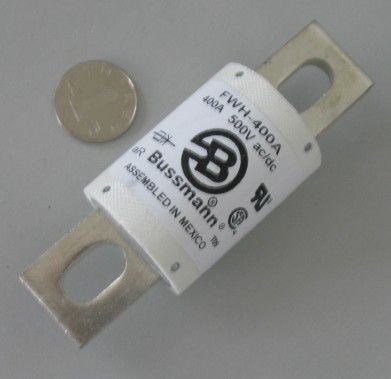 FWH-400A
400A 500V ac/dc
B
aR Bussmann®
ASSEMBLED IN MEXICO